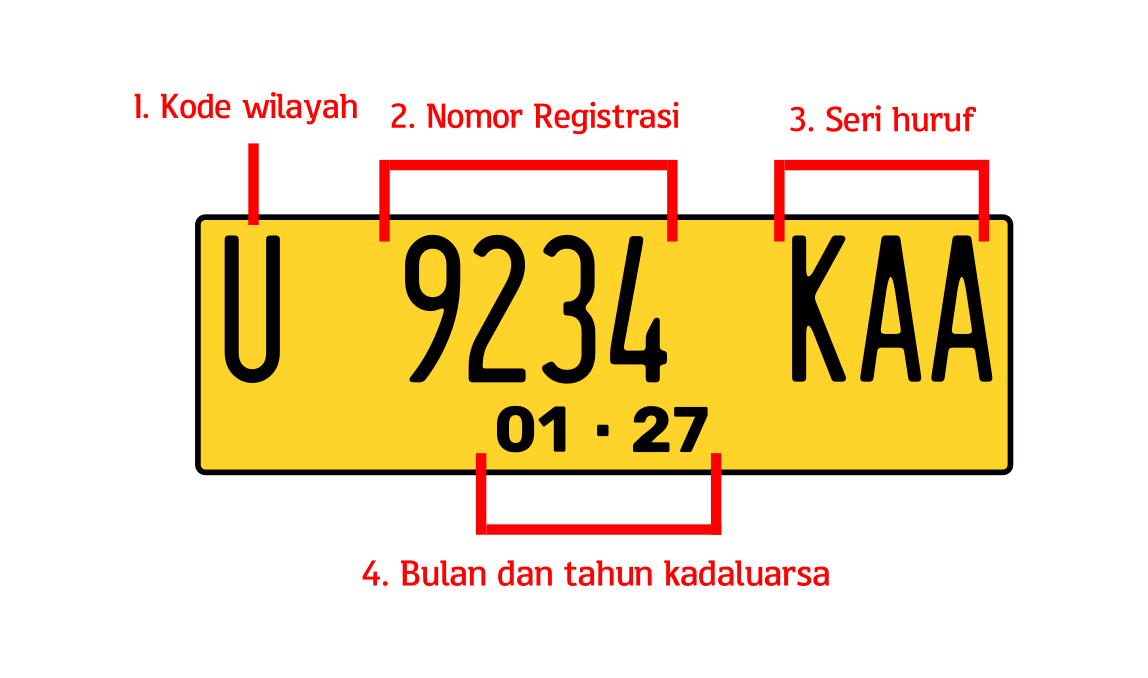 1. Kode wilayah
2. Nomor Registrasi
3. Seri huruf
U 9234 KAA
01 · 27
4. Bulan dan tahun kadaluarsa